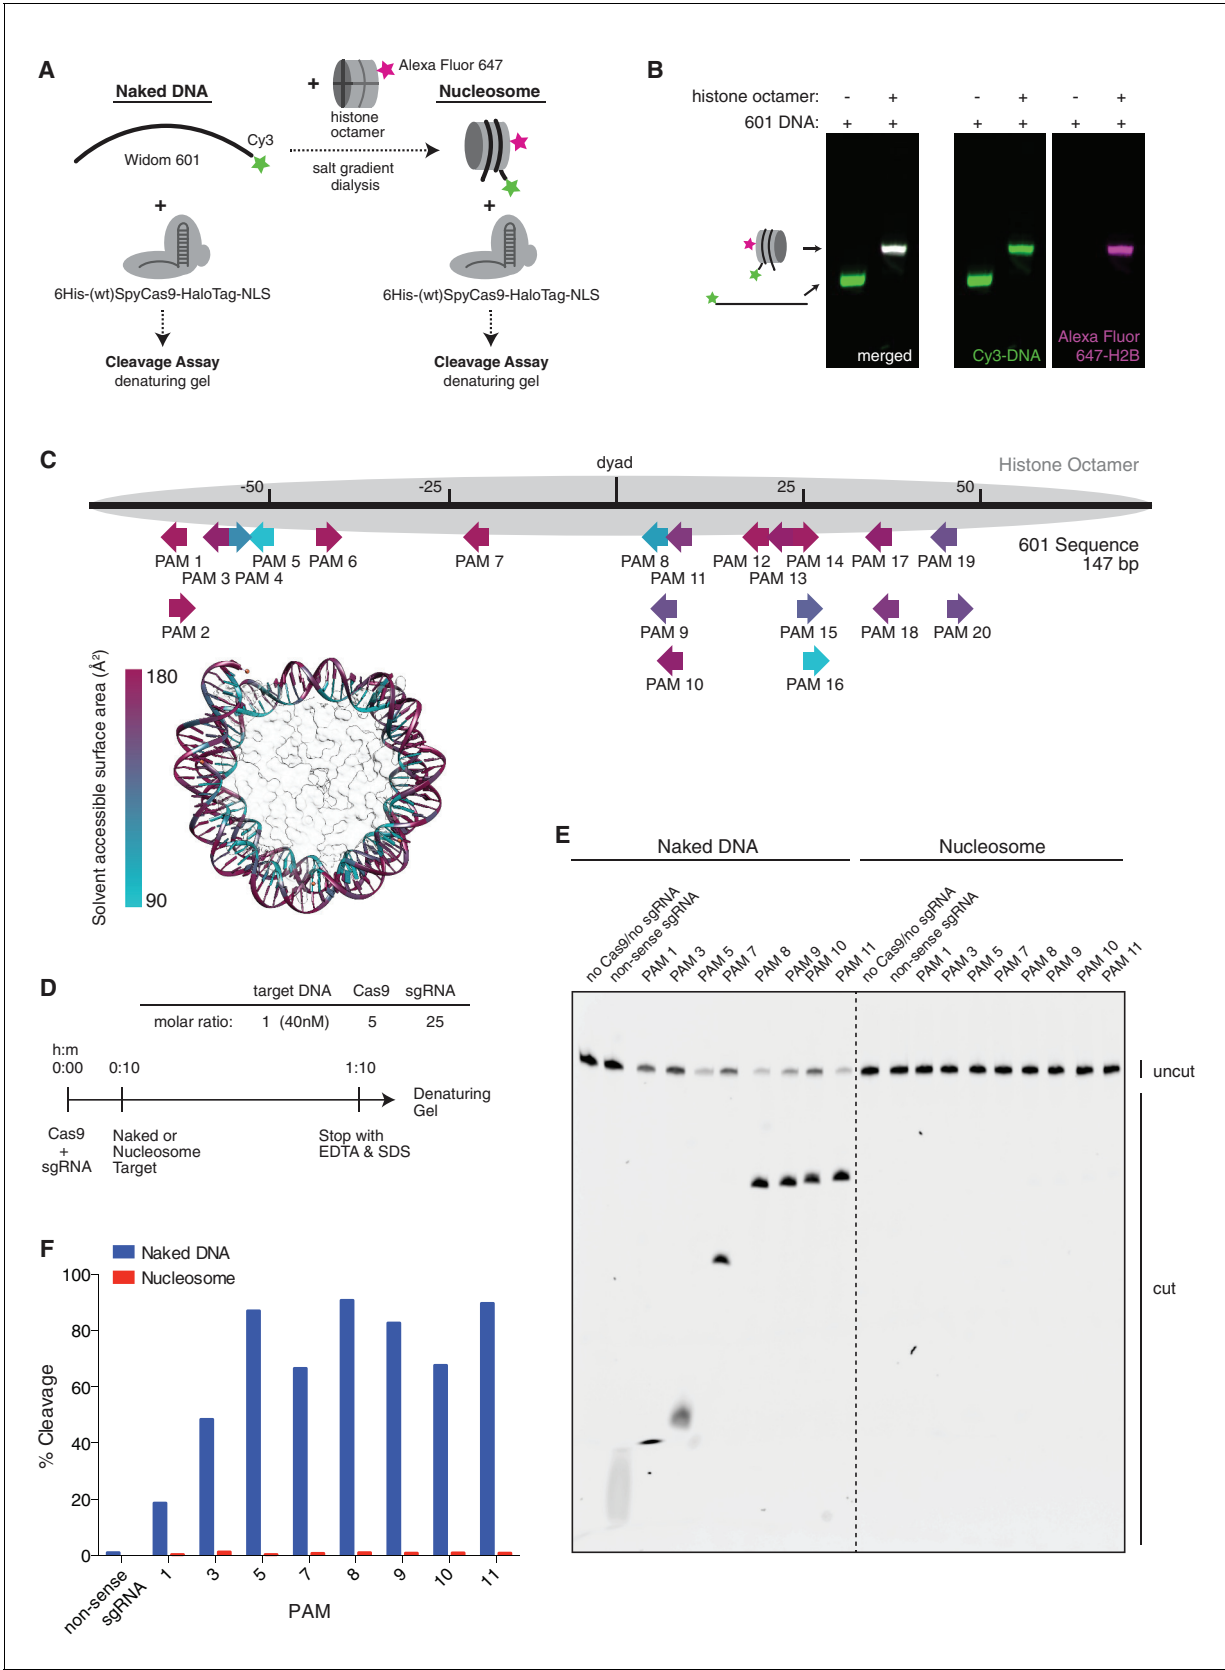 A
Naked DNA
Widom 601
Cy3
+
Alexa Fluor 647
histone
octamer
salt gradient
dialysis
Nucleosome
+
+
6His-(wt)SpyCas9-HaloTag-NLS
6His-(wt)SpyCas9-HaloTag-NLS
Cleavage Assay
denaturing gel
Cleavage Assay
denaturing gel
B
histone octamer: - + - + - +
601 DNA: + + + + + +
merged
Cy3-DNA
Alexa Fluor
647-H2B
C
dyad
Histone Octamer
-50 -25 25 50
601 Sequence
147 bp
PAM 1 PAM 5 PAM 6 PAM 7 PAM 8 PAM 12 PAM 14 PAM 17 PAM 19
PAM 3 PAM 4 PAM 11 PAM 13
PAM 2 PAM 9 PAM 15 PAM 18 PAM 20
PAM 10 PAM 16
Solvent accessible surface area (Å²)
180
90
D
target DNA Cas9 sgRNA
molar ratio: 1 (40nM) 5 25
h:m
0:00 0:10 1:10
Denaturing
Gel
Cas9
+
sgRNA
Naked or
Nucleosome
Target
Stop with
EDTA & SDS
E
Naked DNA
Nucleosome
no Cas9/no sgRNA
non-sense sgRNA
PAM 1
PAM 3
PAM 5
PAM 7
PAM 8
PAM 9
PAM 10
PAM 11
no Cas9/no sgRNA
non-sense sgRNA
PAM 1
PAM 3
PAM 5
PAM 7
PAM 8
PAM 9
PAM 10
PAM 11
uncut
cut
F
Naked DNA
Nucleosome
% Cleavage
100
80
60
40
20
0
non-sense
sgRNA
1
3
5
7
8
9
10
11
PAM